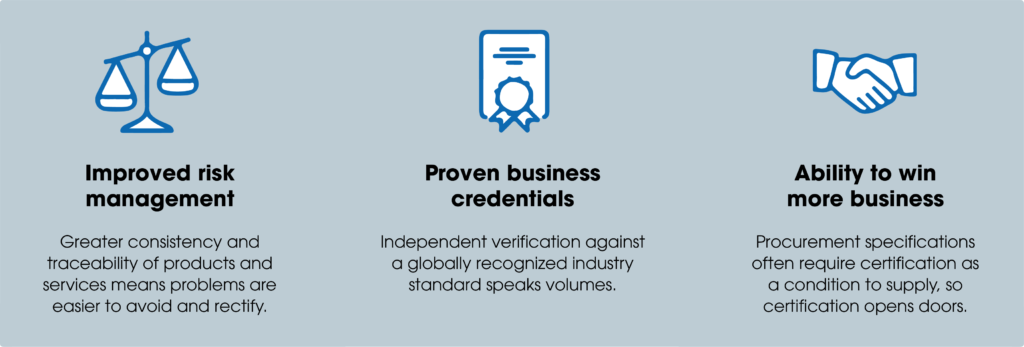 Improved risk
management
Greater consistency and
traceability of products and
services means problems are
easier to avoid and rectify.
Proven business
credentials
Independent verification against
a globally recognized industry
standard speaks volumes.
Ability to win
more business
Procurement specifications
often require certification as
a condition to supply, so
certification opens doors.